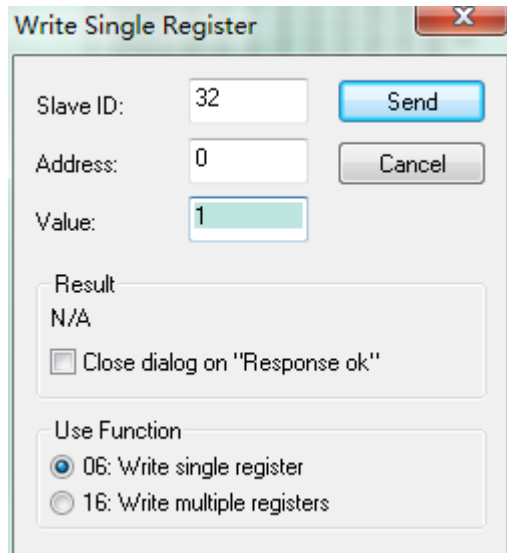 Write Single Register
Slave ID: 32 Send
Address: 0 Cancel
Value: 1
Result
N/A
Close dialog on "Response ok"
Use Function
06: Write single register
16: Write multiple registers